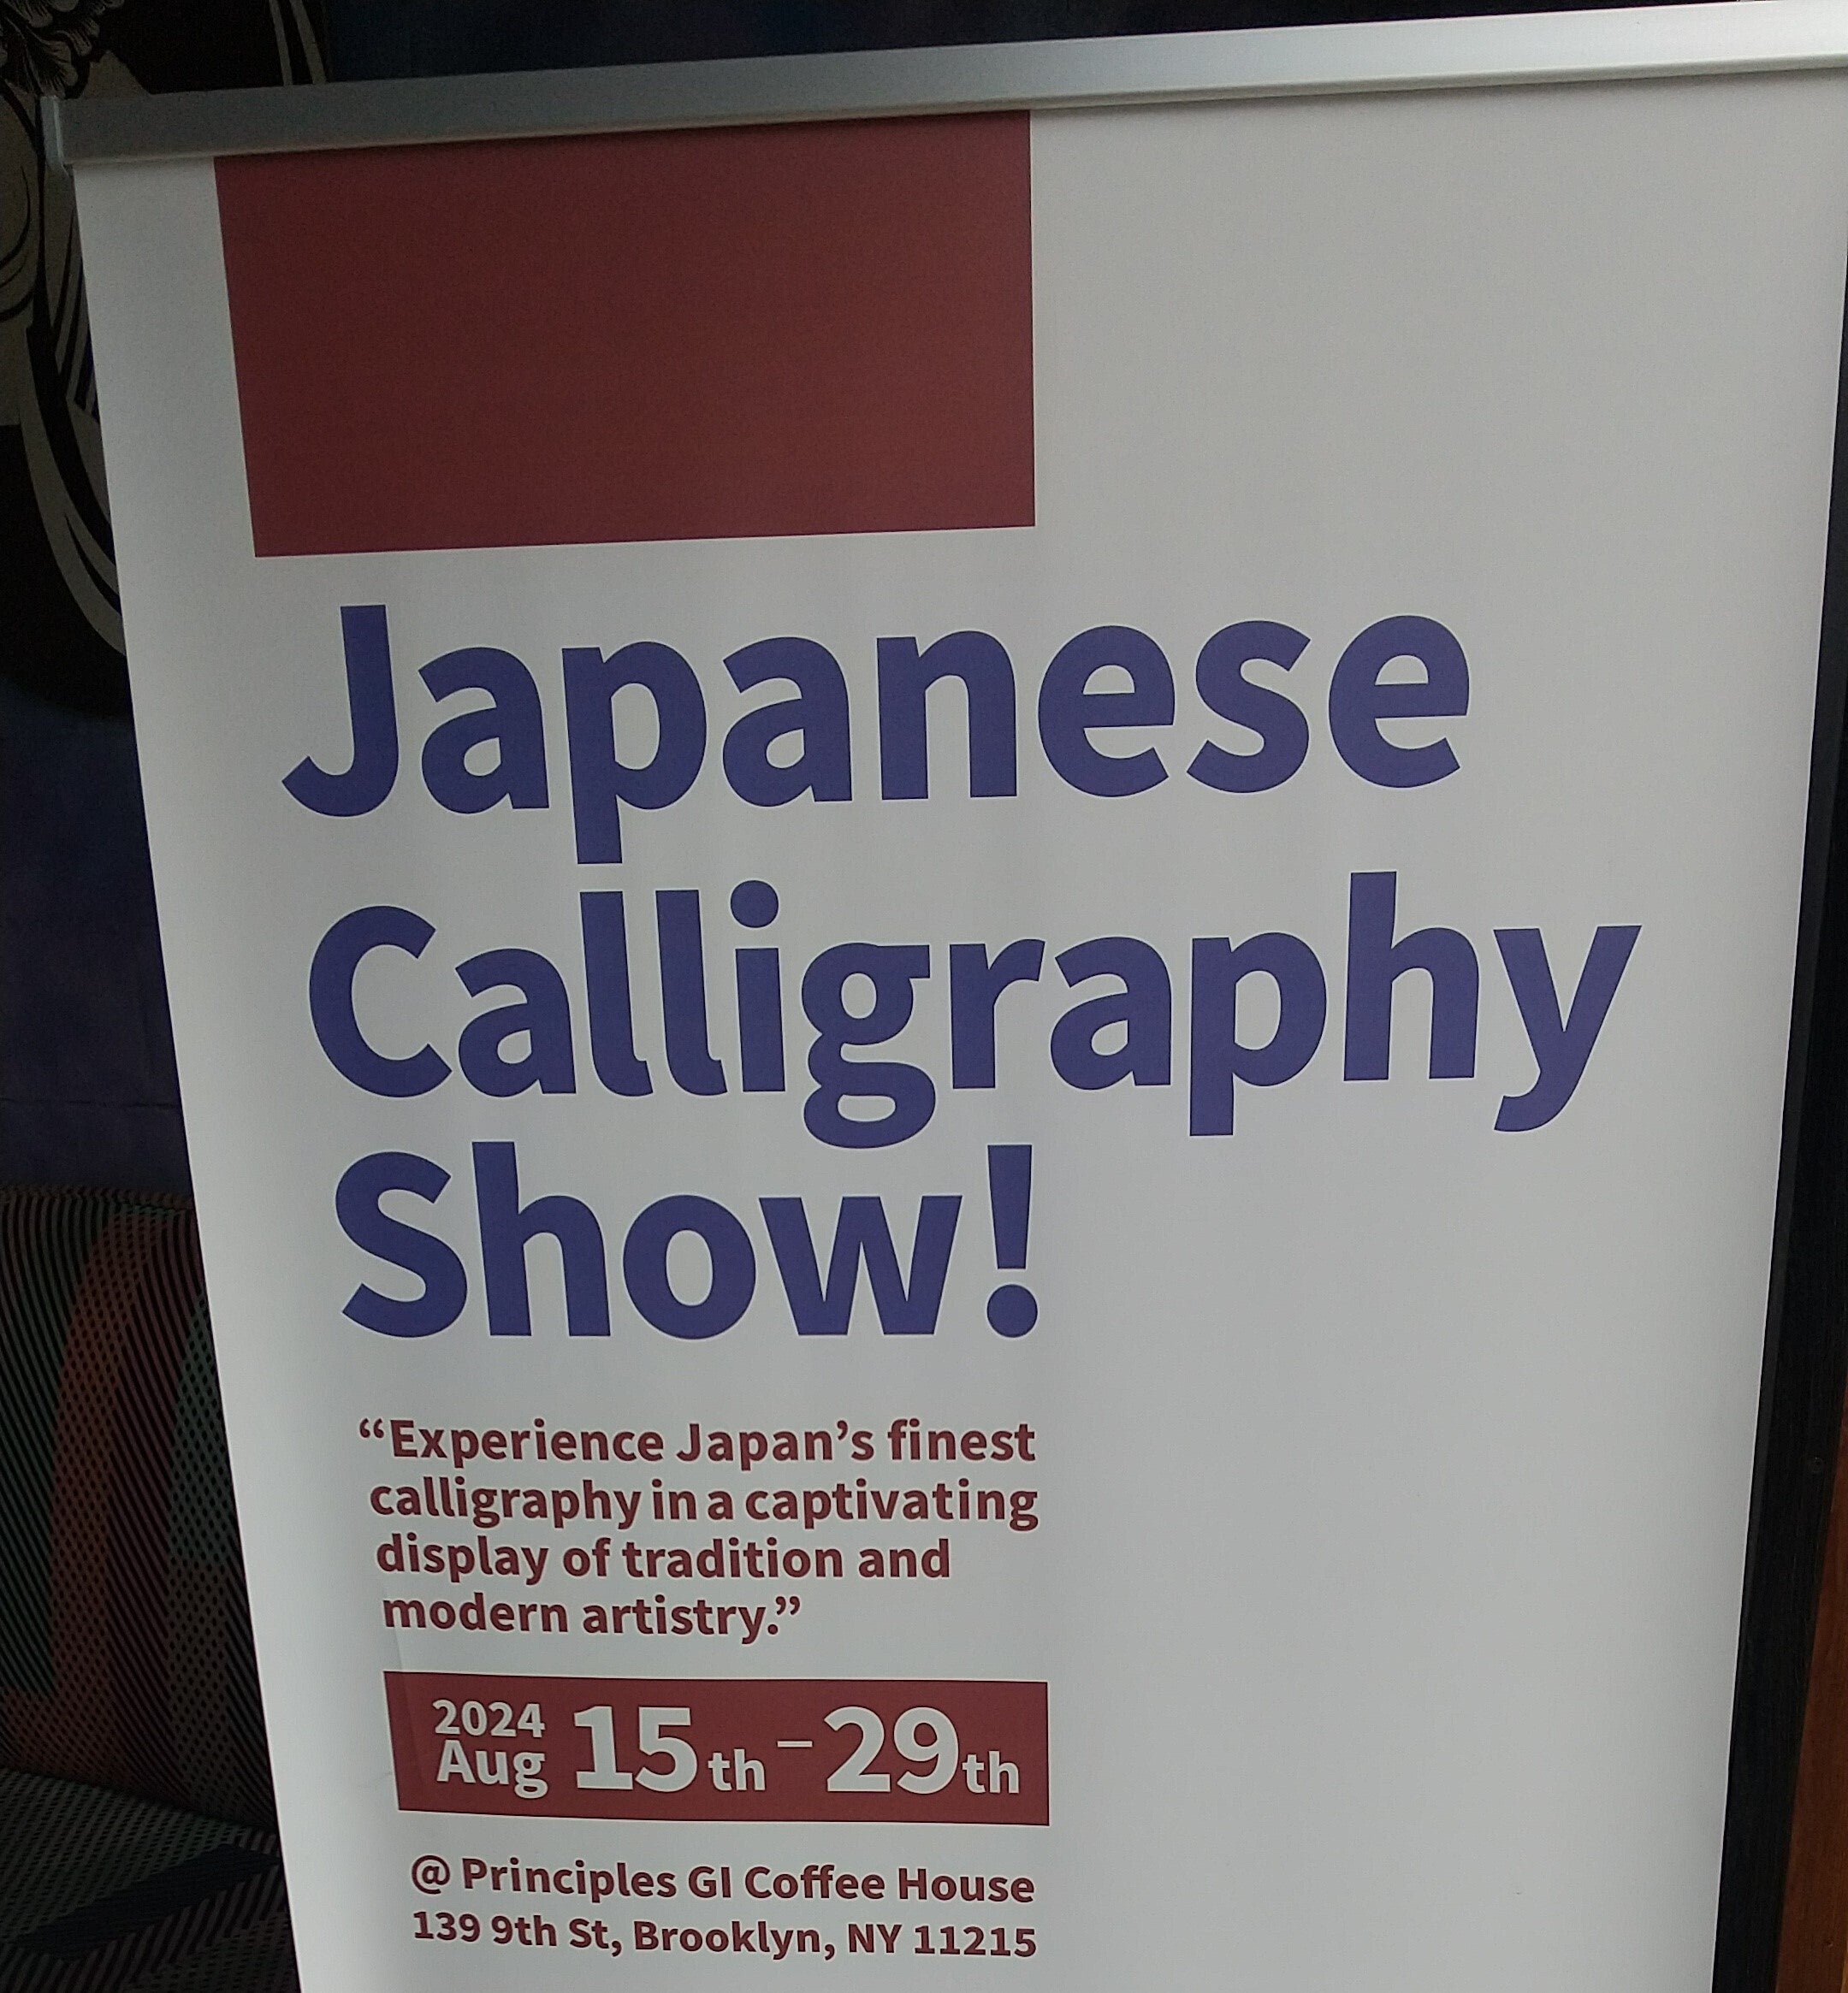 Japanese
Calligraphy
Show!
“Experience Japan’s finest
calligraphy in a captivating
display of tradition and
modern artistry.”
2024
Aug 15th – 29th
@ Principles GI Coffee House
139 9th St, Brooklyn, NY 11215